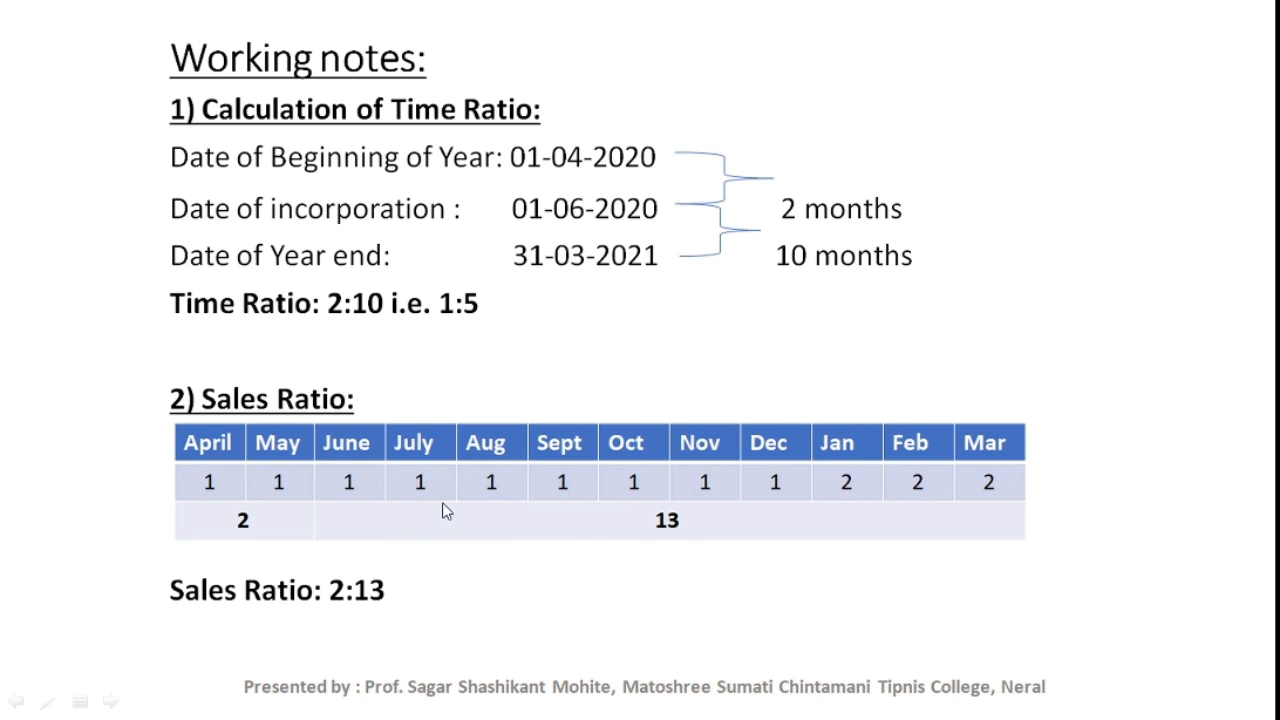 Working notes:
1) Calculation of Time Ratio:
Date of Beginning of Year: 01-04-2020
Date of incorporation : 01-06-2020 2 months
Date of Year end: 31-03-2021 10 months
Time Ratio: 2:10 i.e. 1:5
2) Sales Ratio:
April May June July Aug Sept Oct Nov Dec Jan Feb Mar
1 1 1 1 1 1 1 1 1 2 2 2
2 13
Sales Ratio: 2:13
Presented by : Prof. Sagar Shashikant Mohite, Matoshree Sumati Chintamani Tipnis College, Neral